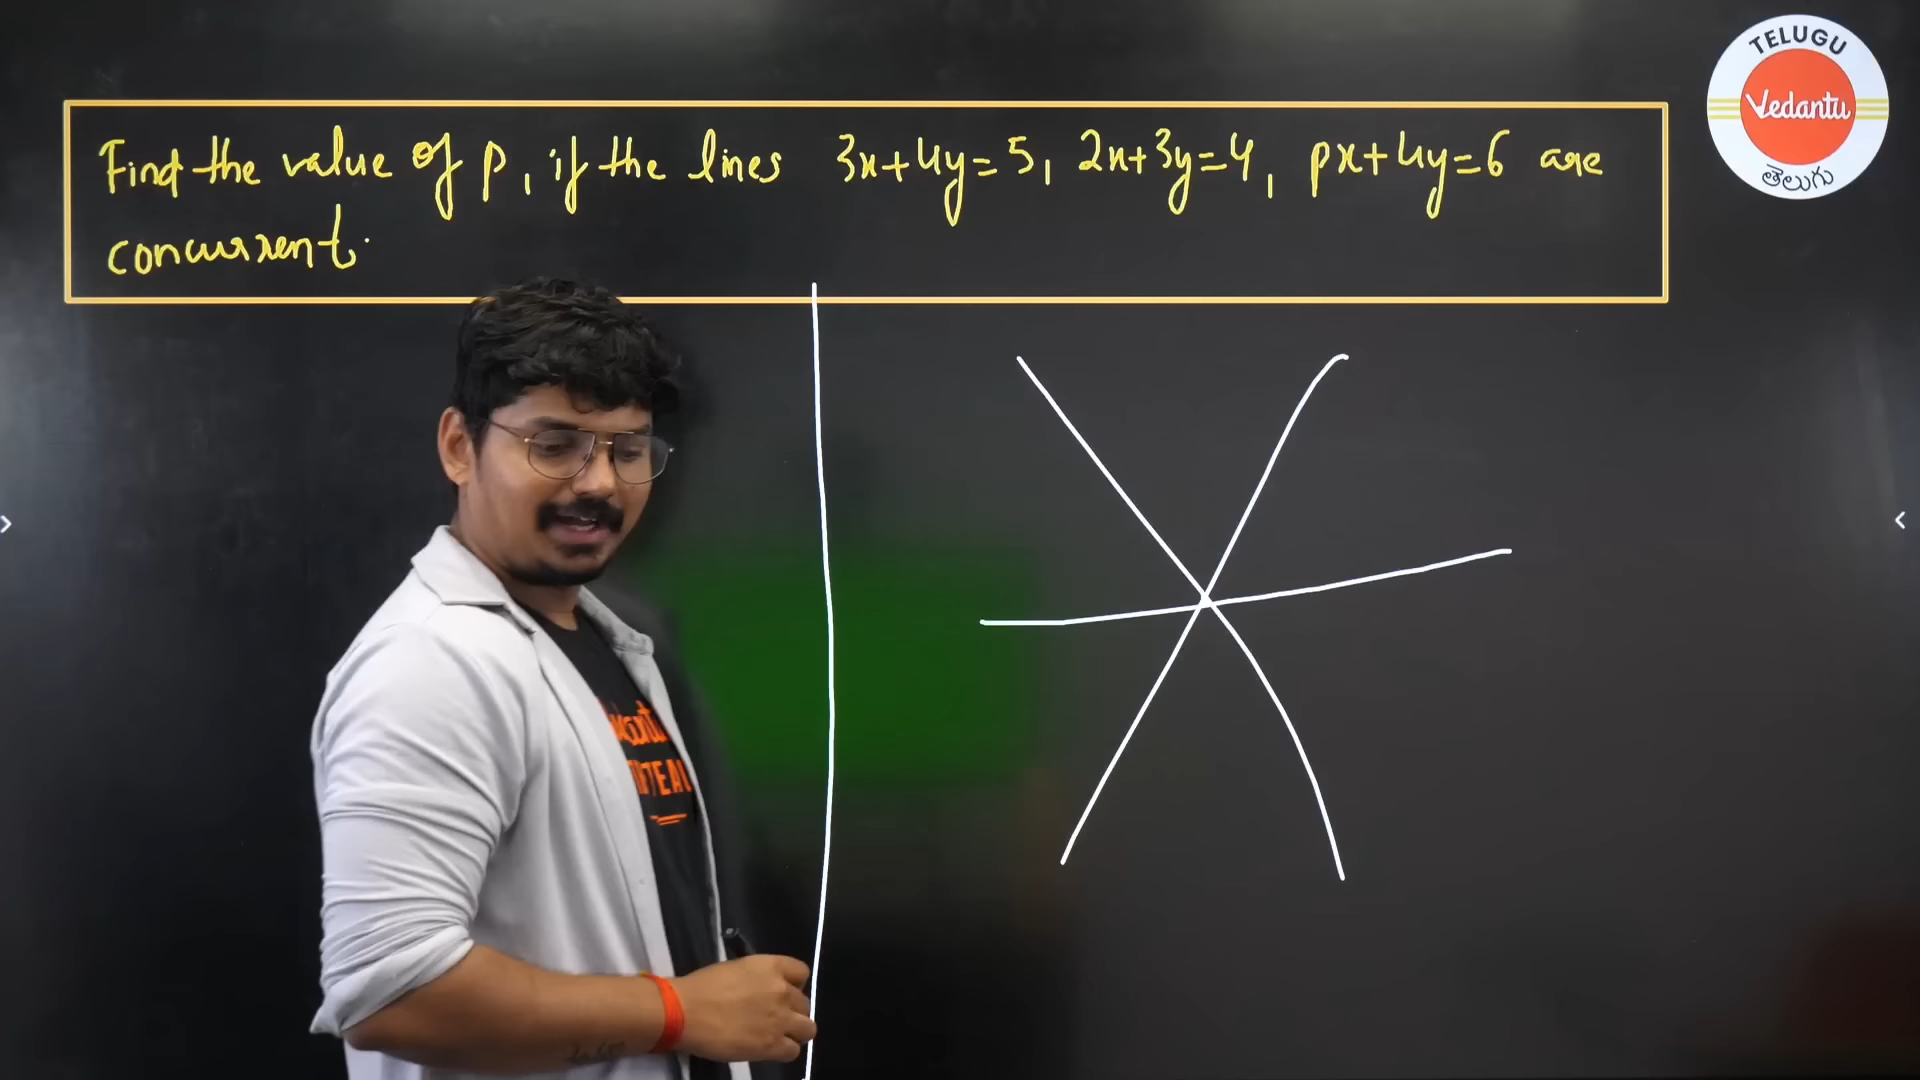 Find the value of p, if the lines 3x+4y=5, 2x+3y=4, px+4y=6 are
concurrent.
TELUGU
Vedantu
తెలుగు